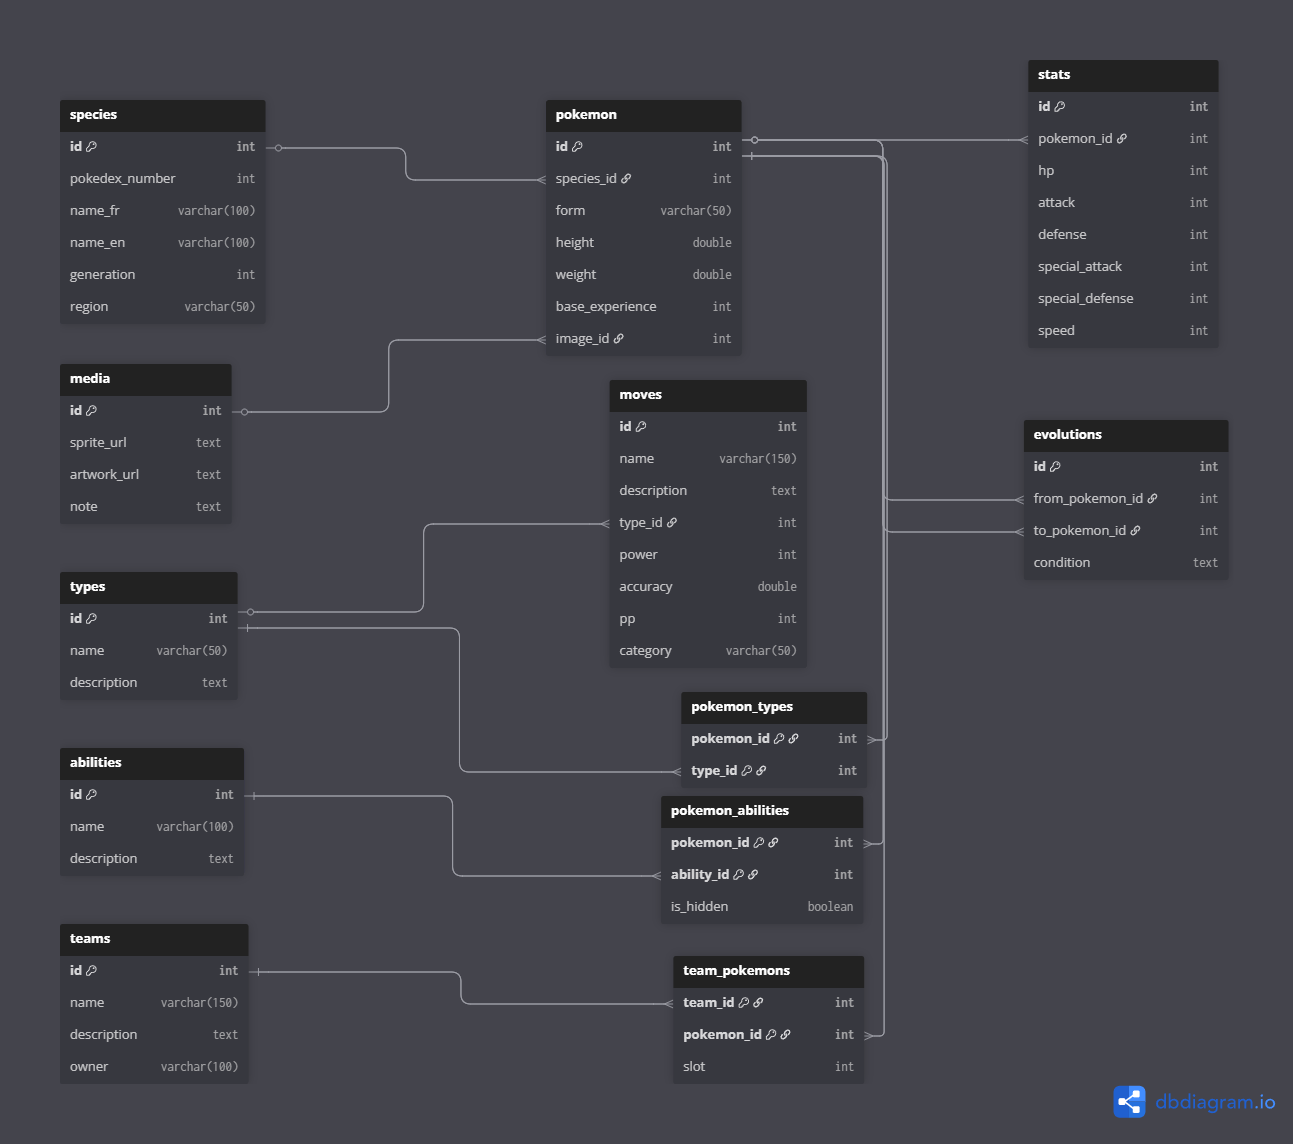 species
id int
pokedex_number int
name_fr varchar(100)
name_en varchar(100)
generation int
region varchar(50)
media
id int
sprite_url text
artwork_url text
note text
types
id int
name varchar(50)
description text
abilities
id int
name varchar(100)
description text
teams
id int
name varchar(150)
description text
owner varchar(100)
pokemon
id int
species_id int
form varchar(50)
height double
weight double
base_experience int
image_id int
moves
id int
name varchar(150)
description text
type_id int
power int
accuracy double
pp int
category varchar(50)
pokemon_types
pokemon_id int
type_id int
pokemon_abilities
pokemon_id int
ability_id int
is_hidden boolean
team_pokemons
team_id int
pokemon_id int
slot int
stats
id int
pokemon_id int
hp int
attack int
defense int
special_attack int
special_defense int
speed int
evolutions
id int
from_pokemon_id int
to_pokemon_id int
condition text
dbdiagram.io